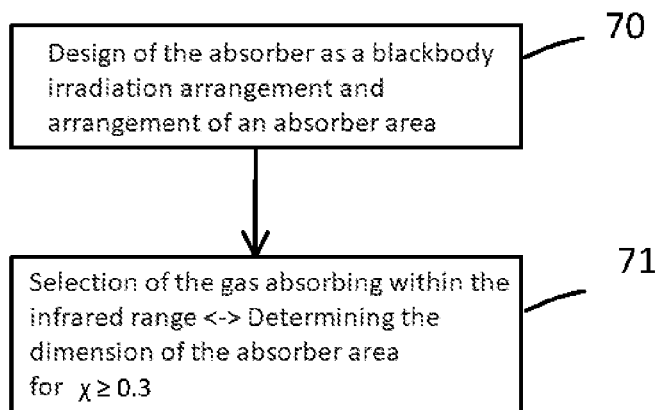 70
Design of the absorber as a blackbody
irradiation arrangement and
arrangement of an absorber area
71
Selection of the gas absorbing within the
infrared range <-> Determining the
dimension of the absorber area
for χ ≥ 0.3